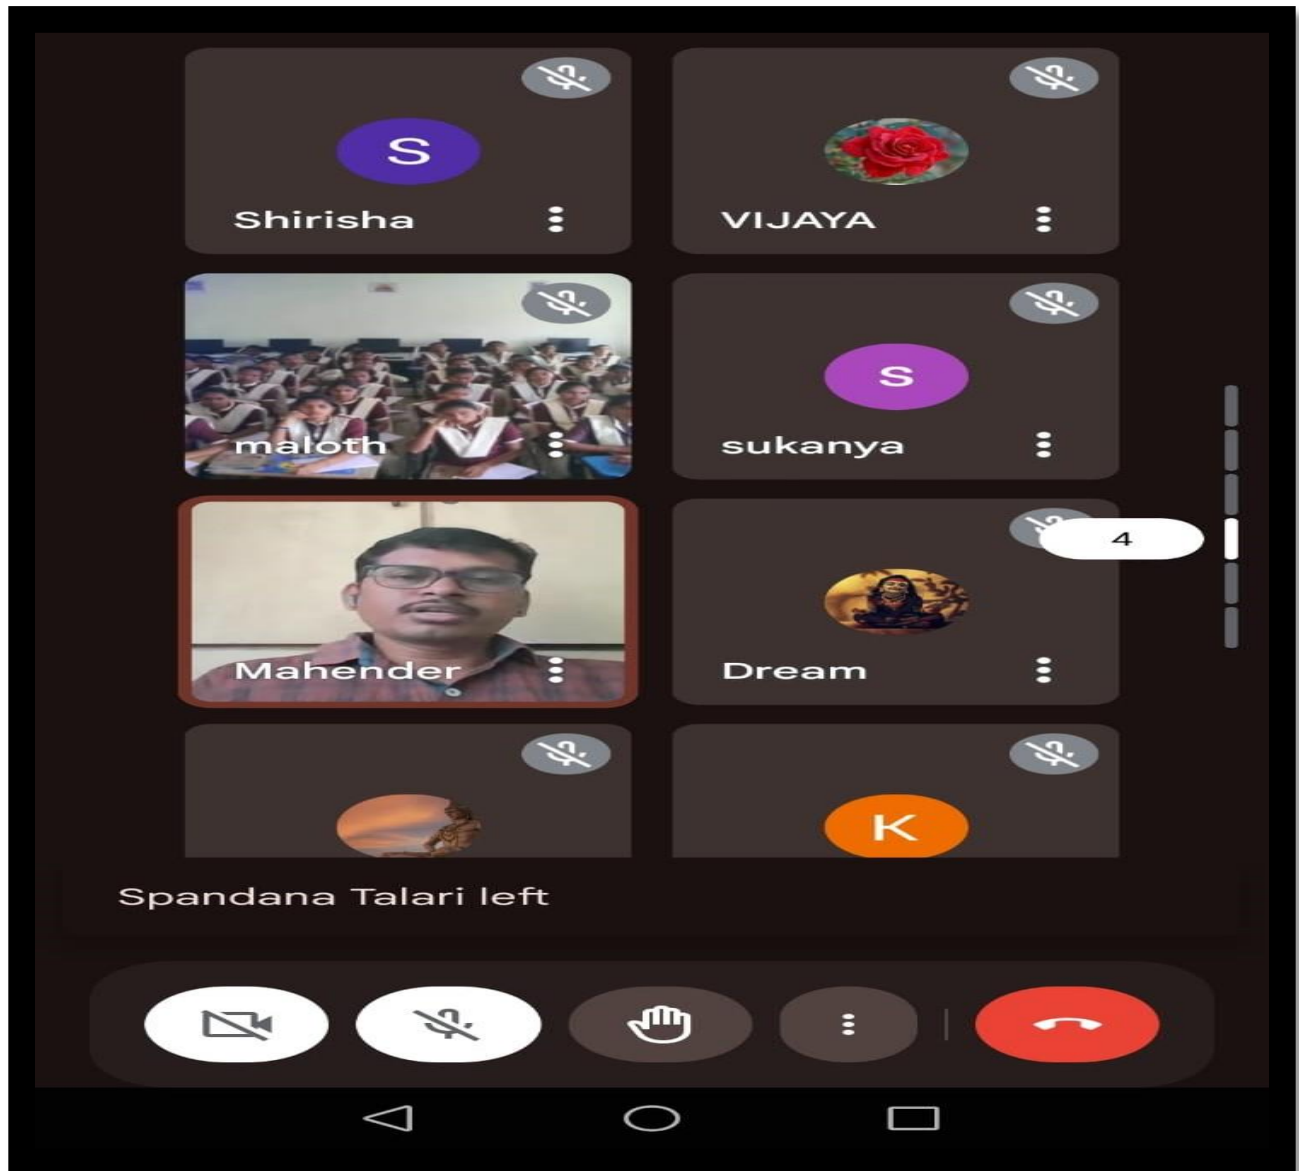 S
Shirisha
VIJAYA
maloth
S
sukanya
Mahender
Dream
4
K
Spandana Talari left